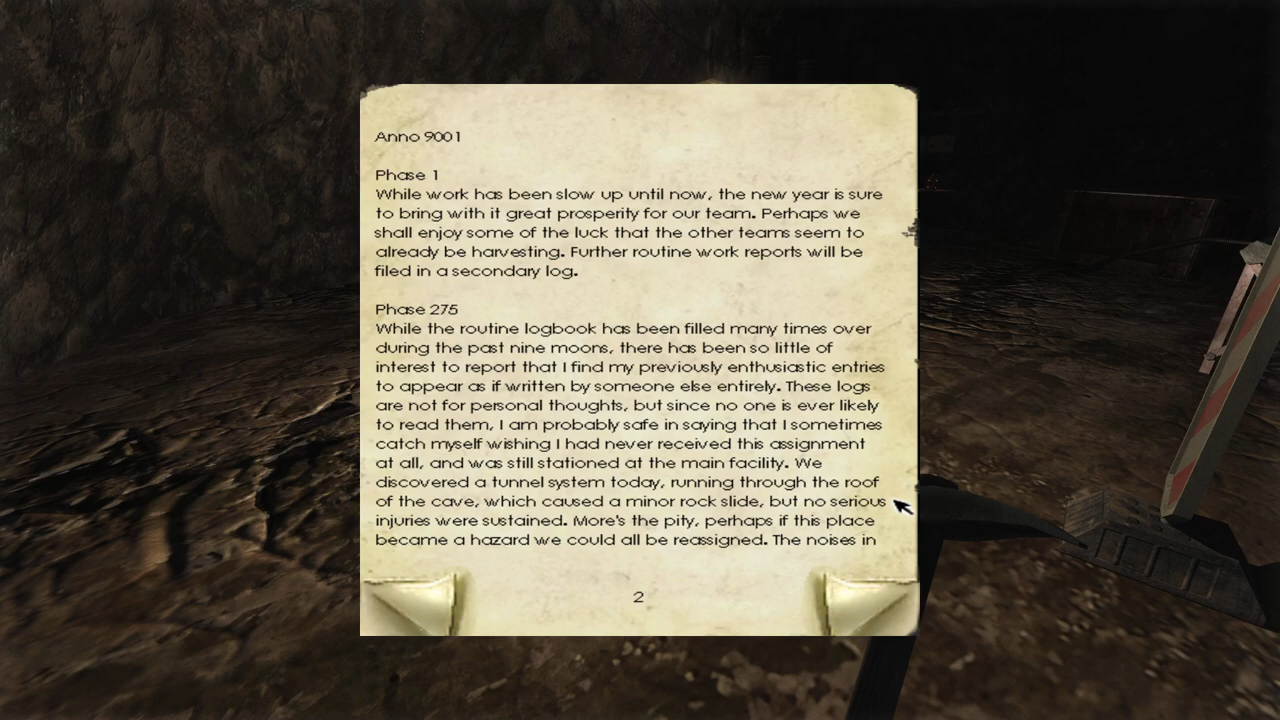 Anno 9001
Phase 1
While work has been slow up until now, the new year is sure
to bring with it great prosperity for our team. Perhaps we
shall enjoy some of the luck that the other teams seem to
already be harvesting. Further routine work reports will be
filed in a secondary log.
Phase 275
While the routine logbook has been filled many times over
during the past nine moons, there has been so little of
interest to report that I find my previously enthusiastic entries
to appear as if written by someone else entirely. These logs
are not for personal thoughts, but since no one is ever likely
to read them, I am probably safe in saying that I sometimes
catch myself wishing I had never received this assignment
at all, and was still stationed at the main facility. We
discovered a tunnel system today, running through the roof
of the cave, which caused a minor rock slide, but no serious
injuries were sustained. More's the pity, perhaps if this place
became a hazard we could all be reassigned. The noises in
2